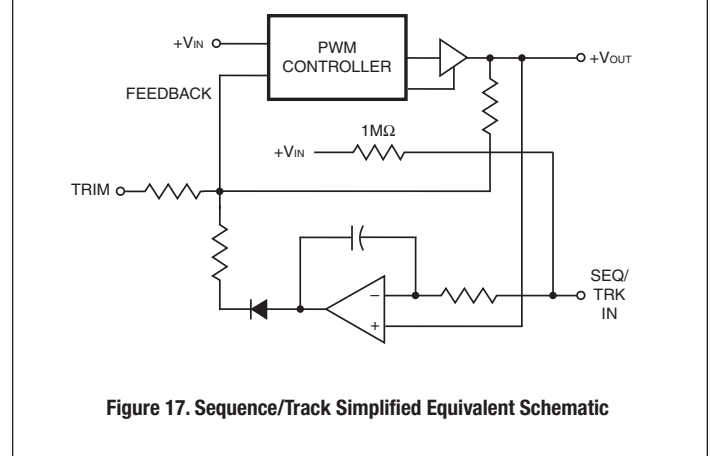 +VIN
PWM
CONTROLLER
+VOUT
FEEDBACK
1MΩ
+VIN
TRIM
SEQ/
TRK
IN
−
+
Figure 17. Sequence/Track Simplified Equivalent Schematic